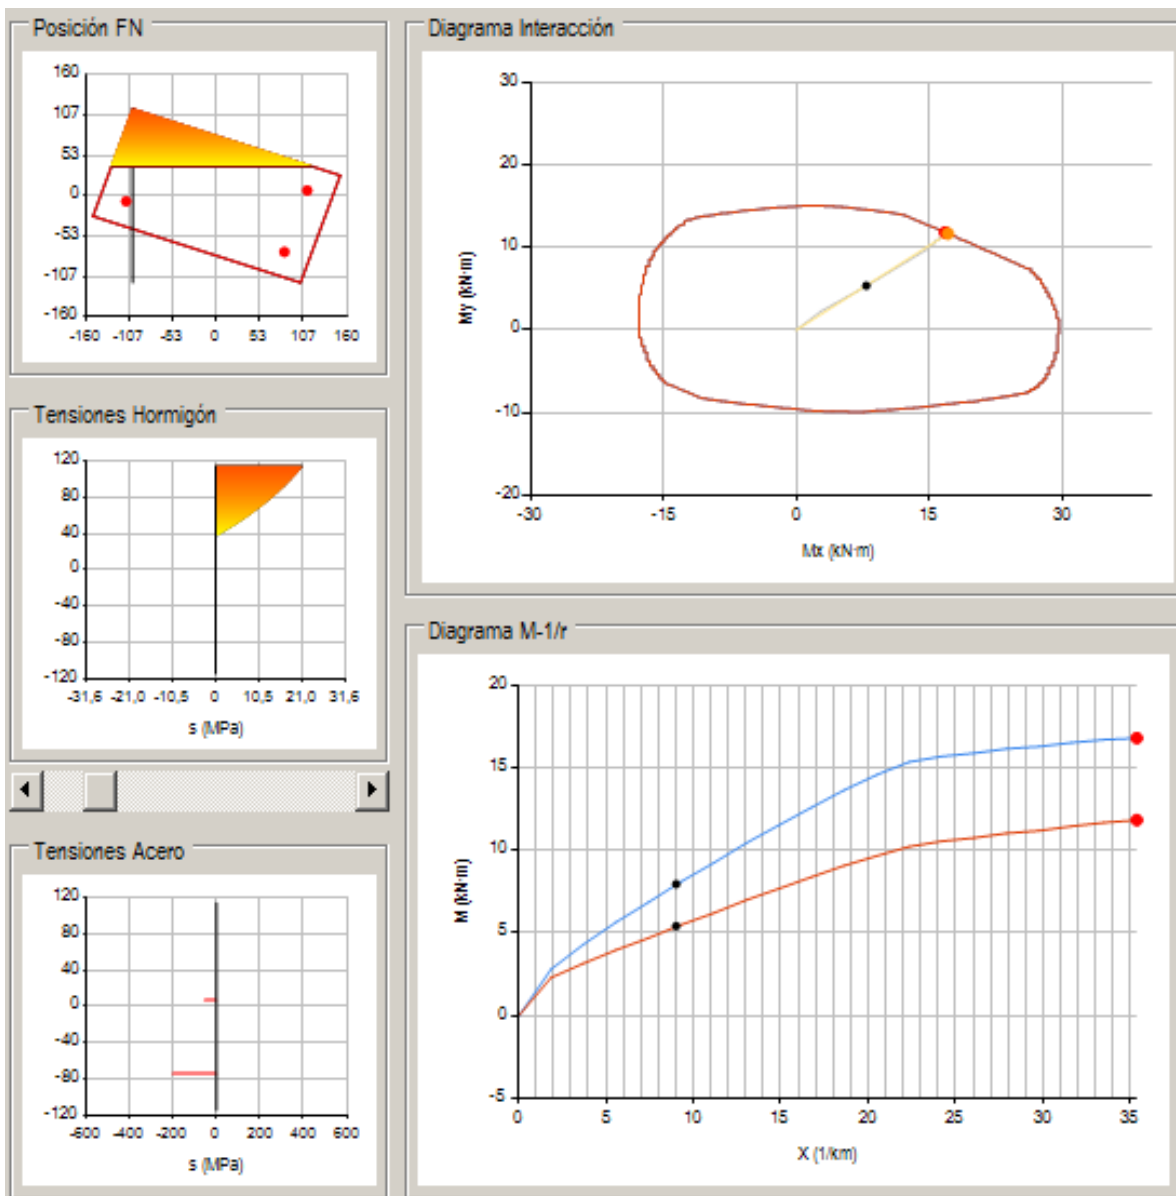 Posición FN
160
107
53
0
-53
-107
-160
-160 -107 -53 0 53 107 160
Tensiones Hormigón
120
80
40
0
-40
-80
-120
-31,6 -21,0 -10,5 0 10,5 21,0 31,6
s (MPa)
Tensiones Acero
120
80
40
0
-40
-80
-120
-600 -400 -200 0 200 400 600
s (MPa)
Diagrama Interacción
30
20
10
0
-10
-20
My (kN·m)
-30 -15 0 15 30
Mx (kN·m)
Diagrama M-1/r
20
15
10
5
0
-5
M (kN·m)
0 5 10 15 20 25 30 35
X (1/km)